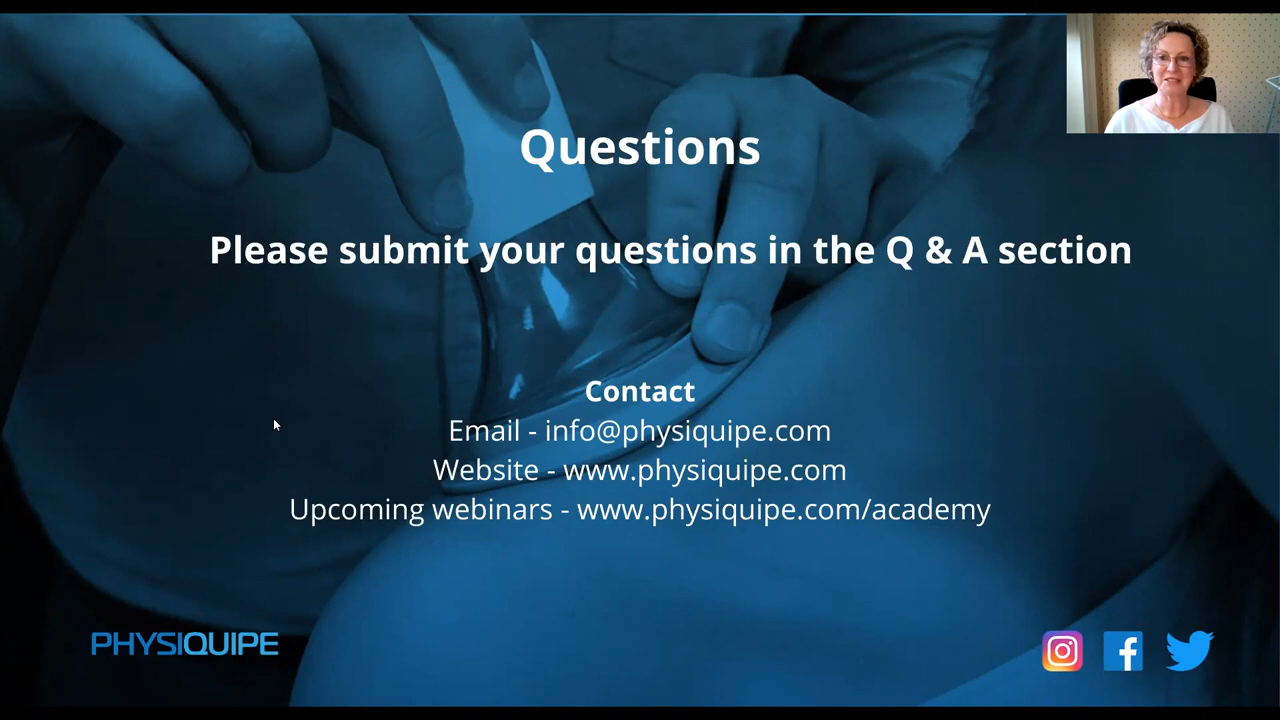 Questions
Please submit your questions in the Q & A section
Contact
Email - info@physiquipe.com
Website - www.physiquipe.com
Upcoming webinars - www.physiquipe.com/academy
PHYSIQUIPE